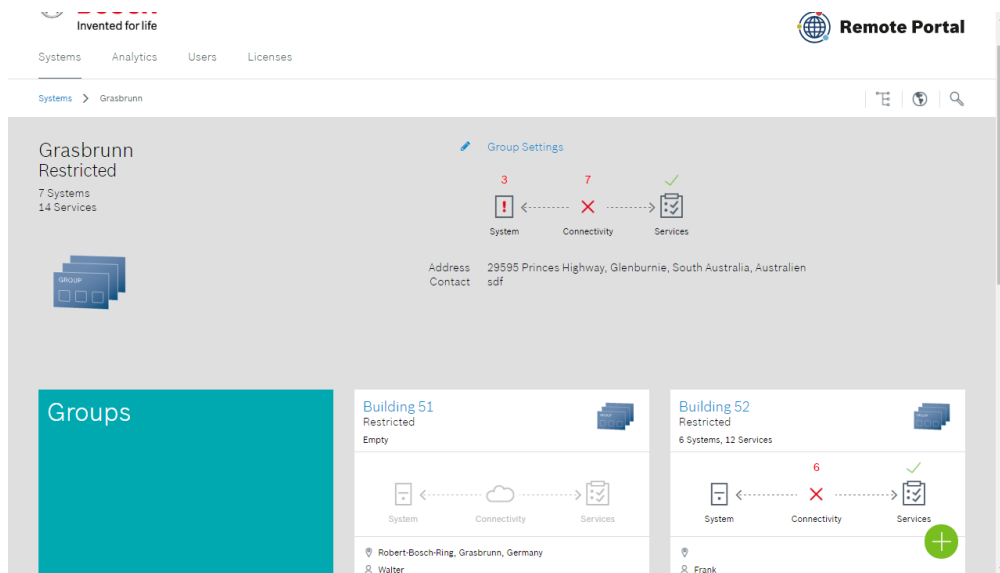 Invented for life
Remote Portal
Systems Analytics Users Licenses
Systems > Grasbrunn
Grasbrunn
Restricted
7 Systems
14 Services
GROUP
Group Settings
3 7
System Connectivity Services
Address 29595 Princes Highway, Glenburnie, South Australia, Australien
Contact sdf
Groups
Building 51
Restricted
Empty
System Connectivity Services
Robert-Bosch-Ring, Grasbrunn, Germany
Walter
Building 52
Restricted
6 Systems, 12 Services
6
System Connectivity Services
Frank